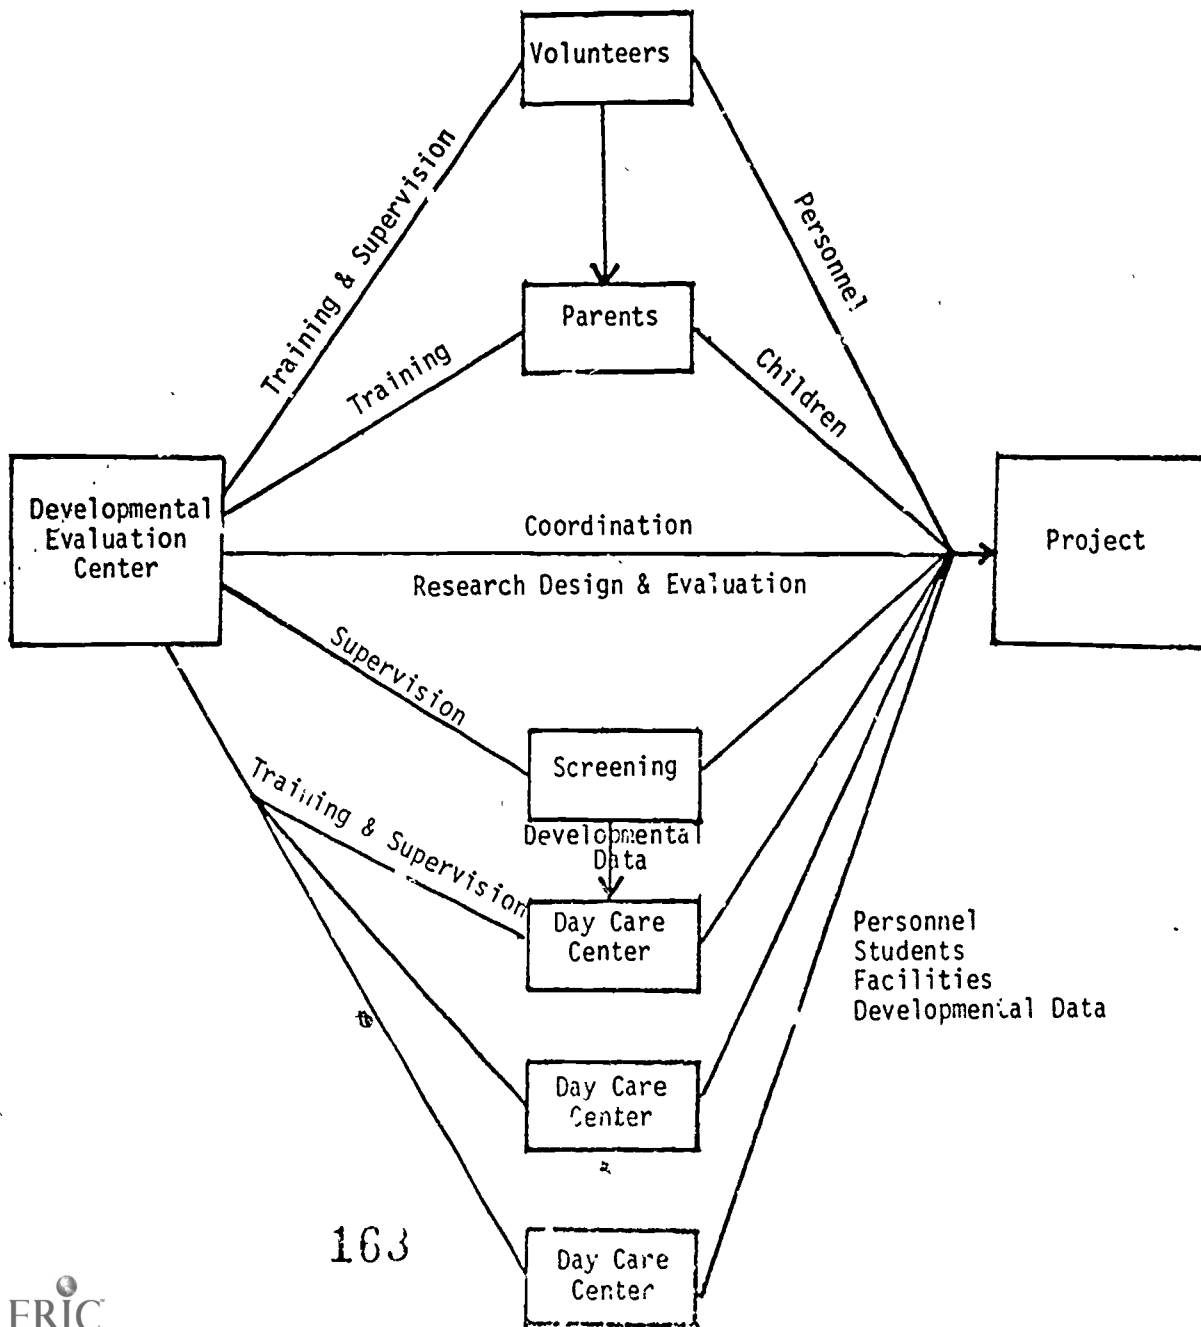 Volunteers
Training & Supervision
Personnel
Parents
Training
Children
Developmental
Evaluation
Center
Coordination
Research Design & Evaluation
Project
Supervision
Screening
Developmental
Data
Training & Supervision
Day Care
Center
Personnel
Students
Facilities
Developmental Data
Day Care
Center
Day Care
Center
ERIC